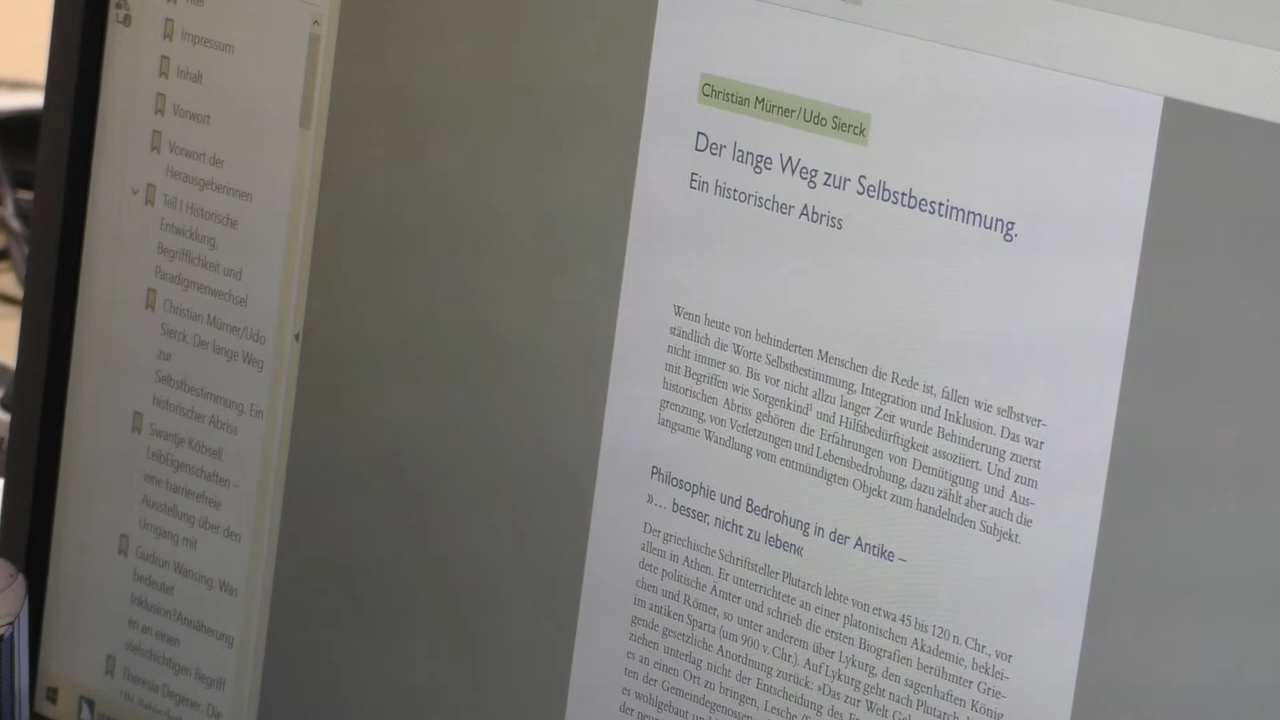 Titel
Impressum
Inhalt
Vorwort
Vorwort der
Herausgeberinnen
Teil I Historische
Entwicklung,
Begrifflichkeit und
Paradigmenwechsel
Christian Mürner/Udo
Sierck. Der lange Weg
zur
Selbstbestimmung. Ein
historischer Abriss
Swantje Köbsell.
LeibEigenschaften –
eine barrierefreie
Ausstellung über den
Umgang mit
Gudrun Wansing. Was
bedeutet
Inklusion?Annäherung
en an einen
vielschichtigen Begriff
Theresia Degener. Die
Christian Mürner/Udo Sierck
Der lange Weg zur Selbstbestimmung.
Ein historischer Abriss
Wenn heute von behinderten Menschen die Rede ist, fallen wie selbstver-
ständlich die Worte Selbstbestimmung, Integration und Inklusion. Das war
nicht immer so. Bis vor nicht allzu langer Zeit wurde Behinderung zuerst
mit Begriffen wie Sorgenkind¹ und Hilfsbedürftigkeit assoziiert. Und zum
historischen Abriss gehören die Erfahrungen von Demütigung und Aus-
grenzung, von Verletzungen und Lebensbedrohung, dazu zählt aber auch die
langsame Wandlung vom entmündigten Objekt zum handelnden Subjekt.
Philosophie und Bedrohung in der Antike –
»… besser, nicht zu leben«
Der griechische Schriftsteller Plutarch lebte von etwa 45 bis 120 n. Chr., vor
allem in Athen. Er unterrichtete an einer platonischen Akademie, beklei-
dete politische Ämter und schrieb die ersten Biografien berühmter Grie-
chen und Römer, so unter anderem über Lykurg, den sagenhaften König
im antiken Sparta (um 900 v. Chr.). Auf Lykurg geht nach Plutarch
gende gesetzliche Anordnung zurück: »Das zur Welt
ziehen unterlag nicht der Entscheidung des
es an einen Ort zu bringen, Lesche
ten der Gemeindegenossen
es wohlgebaut
der